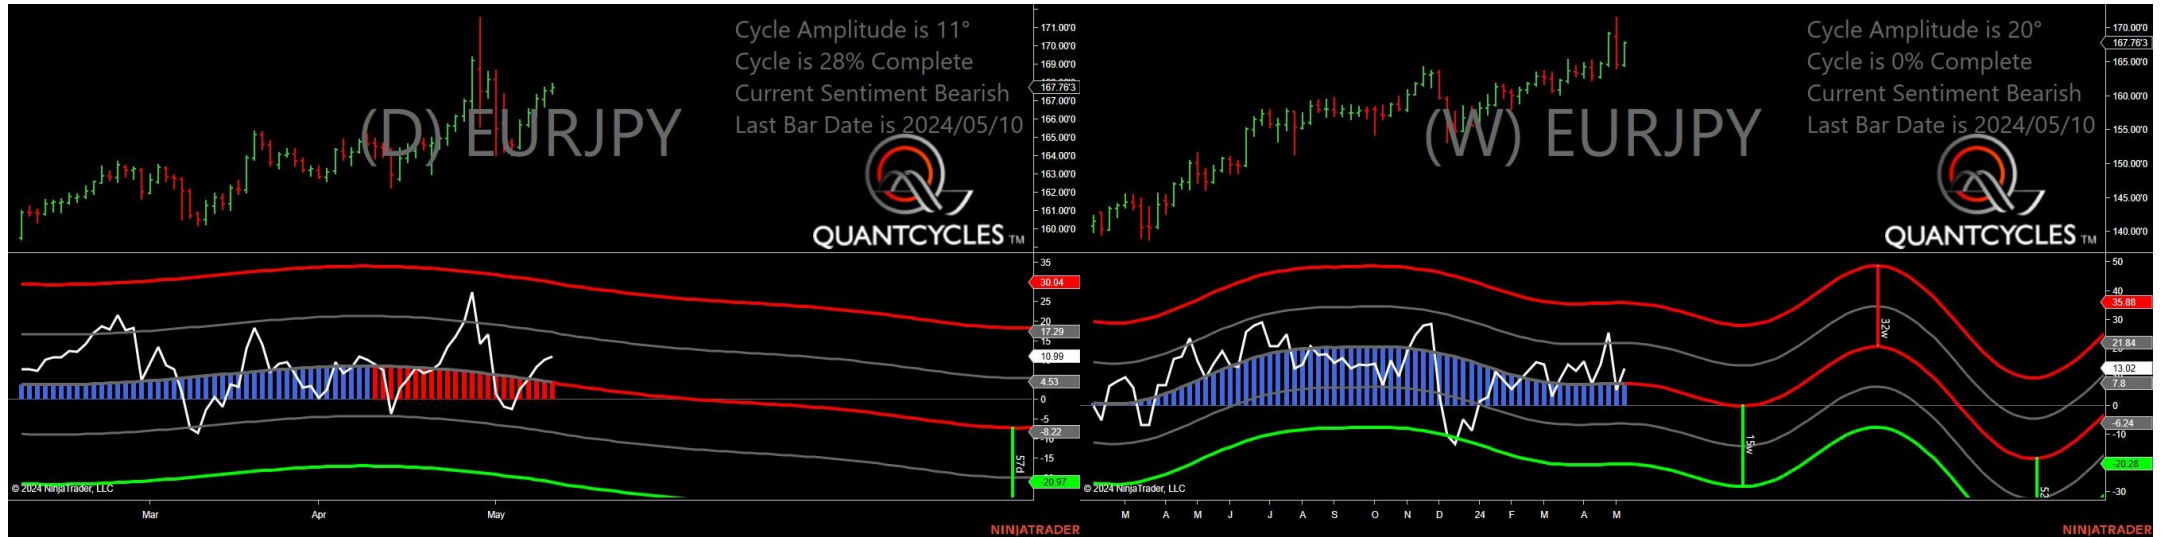 Cycle Amplitude is 11°
Cycle is 28% Complete
Current Sentiment Bearish
Last Bar Date is 2024/05/10
(D) EURJPY
QUANTCYCLES TM
171.00'0
170.00'0
169.00'0
167.76'3
167.00'0
166.00'0
165.00'0
164.00'0
163.00'0
162.00'0
161.00'0
160.00'0
35
30.04
25
20
17.29
15
10.99
4.53
0
-5
-8.22
-10
-15
-20.97
57d
© 2024 NinjaTrader, LLC
Mar Apr May
NINJATRADER
Cycle Amplitude is 20°
Cycle is 0% Complete
Current Sentiment Bearish
Last Bar Date is 2024/05/10
(W) EURJPY
QUANTCYCLES TM
170.00'0
167.76'3
165.00'0
160.00'0
155.00'0
150.00'0
145.00'0
140.00'0
50
40
35.88
30
21.84
20
13.02
7.8
0
-6.24
-10
-20.28
-30
32w
15w
52
© 2024 NinjaTrader, LLC
M A M J J A S O N D 24 F M A M
NINJATRADER